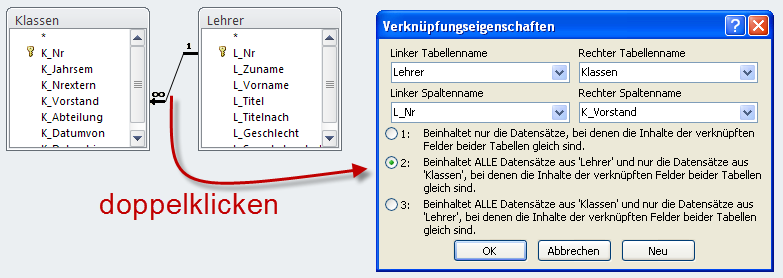 Klassen
*
K_Nr
K_Jahrsem
K_Nrextern
K_Vorstand
K_Abteilung
K_Datumvon
Lehrer
*
L_Nr
L_Zuname
L_Vorname
L_Titel
L_Titelnach
L_Geschlecht
1
∞
doppelklicken
Verknüpfungseigenschaften
Linker Tabellenname
Rechter Tabellenname
Lehrer
Klassen
Linker Spaltenname
Rechter Spaltenname
L_Nr
K_Vorstand
1: Beinhaltet nur die Datensätze, bei denen die Inhalte der verknüpften
Felder beider Tabellen gleich sind.
2: Beinhaltet ALLE Datensätze aus 'Lehrer' und nur die Datensätze aus
'Klassen', bei denen die Inhalte der verknüpften Felder beider Tabellen
gleich sind.
3: Beinhaltet ALLE Datensätze aus 'Klassen' und nur die Datensätze aus
'Lehrer', bei denen die Inhalte der verknüpften Felder beider Tabellen
gleich sind.
OK
Abbrechen
Neu